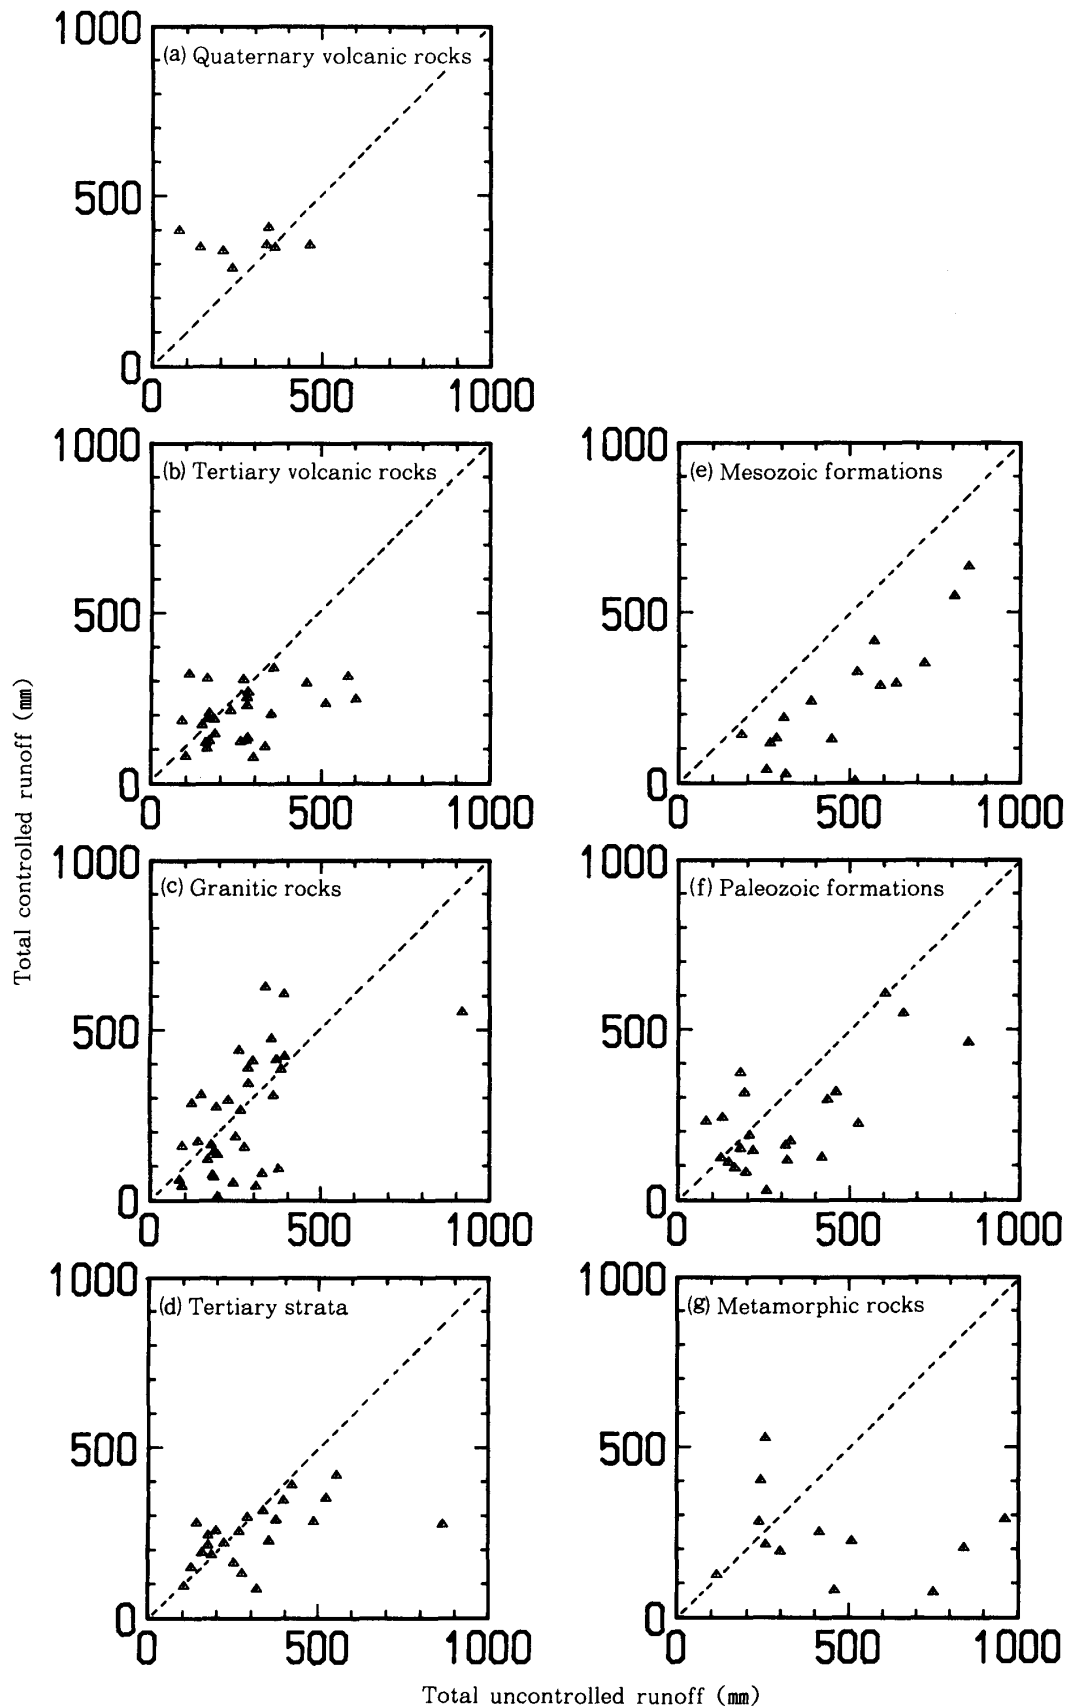 1000
(a) Quaternary volcanic rocks
500
0
0 500 1000
1000
(b) Tertiary volcanic rocks
500
0
0 500 1000
1000
(c) Granitic rocks
500
0
0 500 1000
1000
(d) Tertiary strata
500
0
0 500 1000
1000
(e) Mesozoic formations
500
0
0 500 1000
1000
(f) Paleozoic formations
500
0
0 500 1000
1000
(g) Metamorphic rocks
500
0
0 500 1000
Total controlled runoff (mm)
Total uncontrolled runoff (mm)